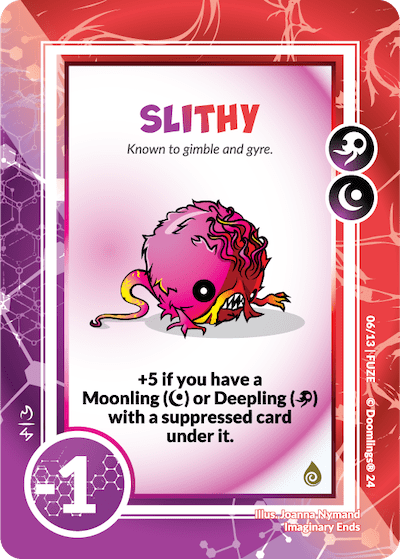 SLITHY
Known to gimble and gyre.
+5 if you have a
Moonling () or Deepling ()
with a suppressed card
under it.
06/13 | FUZE © Doomlings® 24
-1
Illus. Joanna Nymand
Imaginary Ends